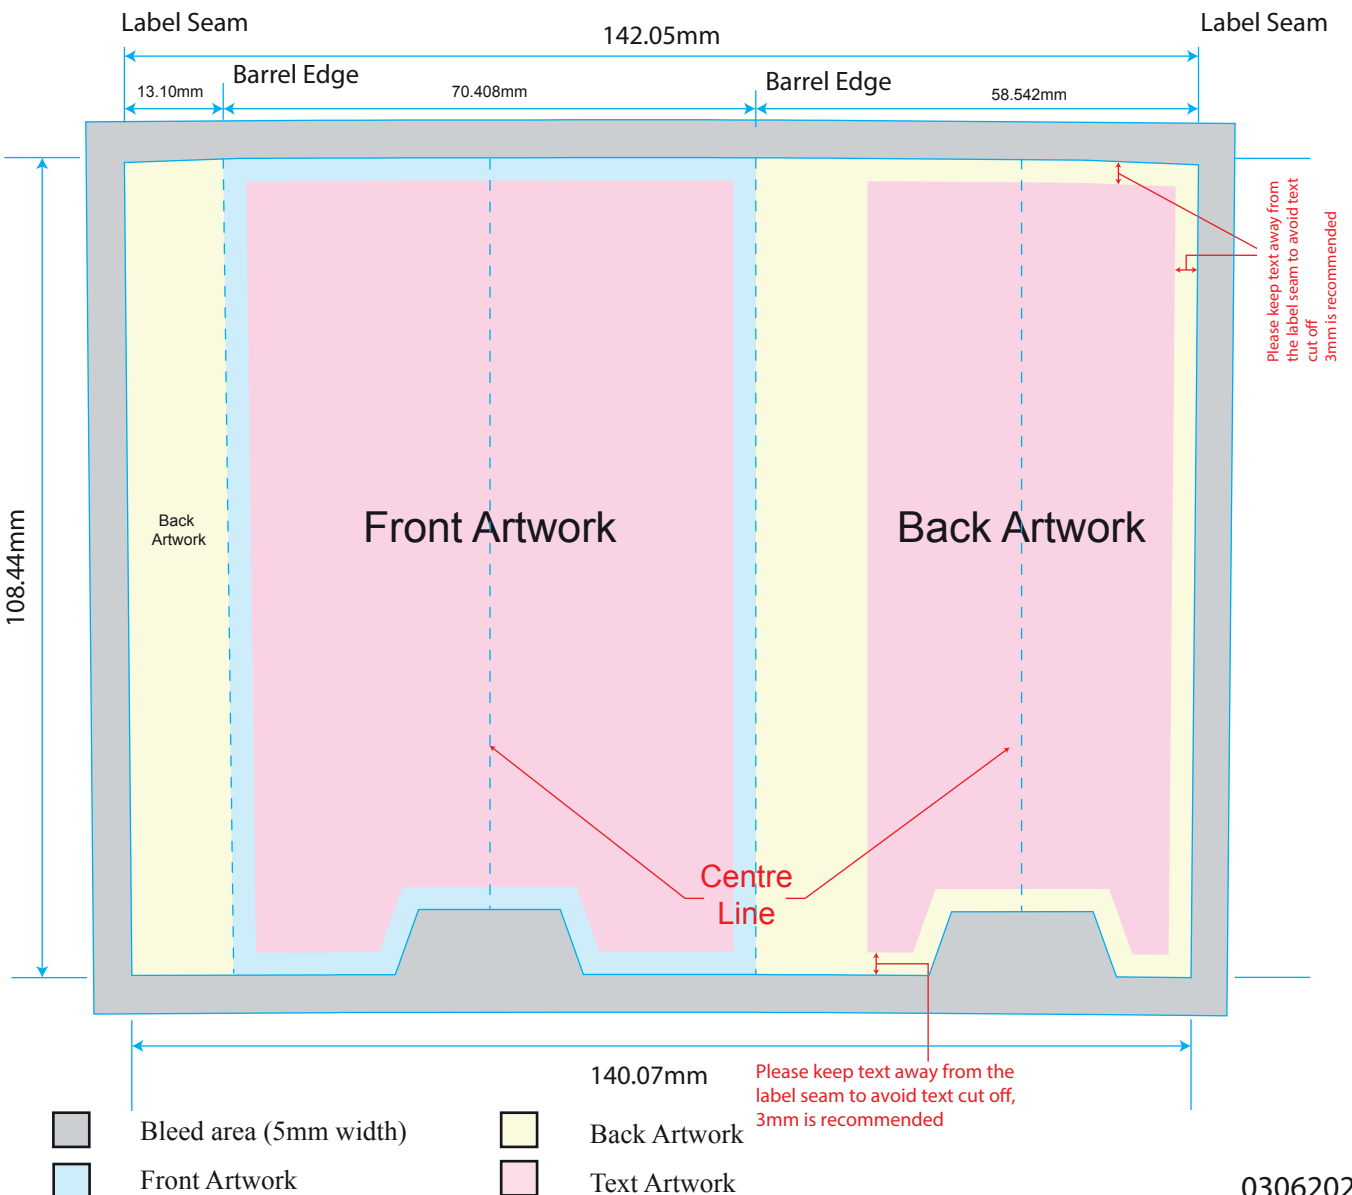 Label Seam
Label Seam
142.05mm
Barrel Edge
Barrel Edge
13.10mm
70.408mm
58.542mm
Please keep text away from
the label seam to avoid text
cut off
3mm is recommended
108.44mm
Back
Artwork
Front Artwork
Back Artwork
Centre
Line
140.07mm
Please keep text away from the
label seam to avoid text cut off,
3mm is recommended
Bleed area (5mm width)
Back Artwork
Front Artwork
Text Artwork
0306202